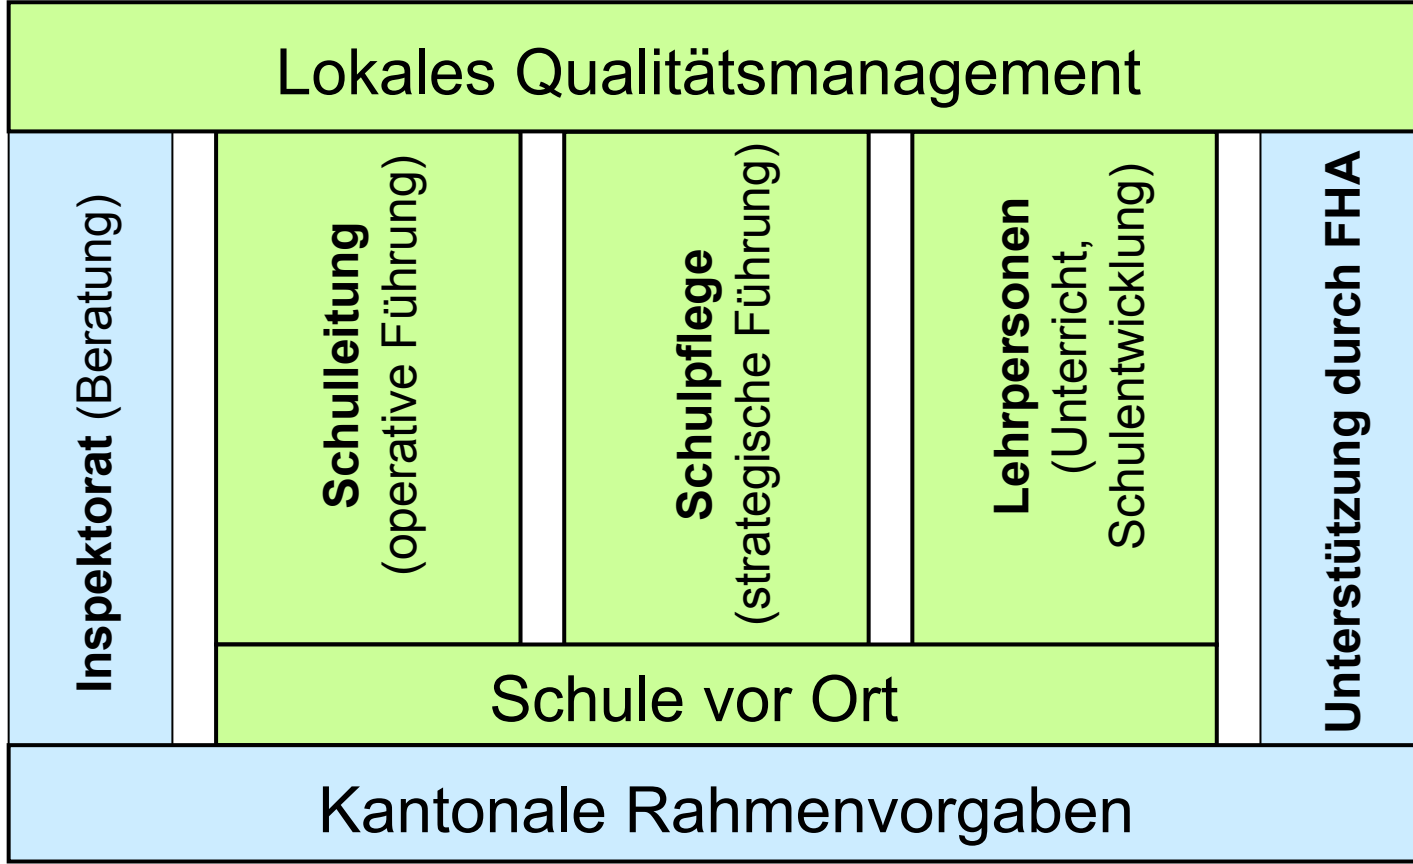 Lokales Qualitätsmanagement
Inspektorat (Beratung)
Schulleitung
(operative Führung)
Schulpflege
(strategische Führung)
Lehrpersonen
(Unterricht,
Schulentwicklung)
Unterstützung durch FHA
Schule vor Ort
Kantonale Rahmenvorgaben